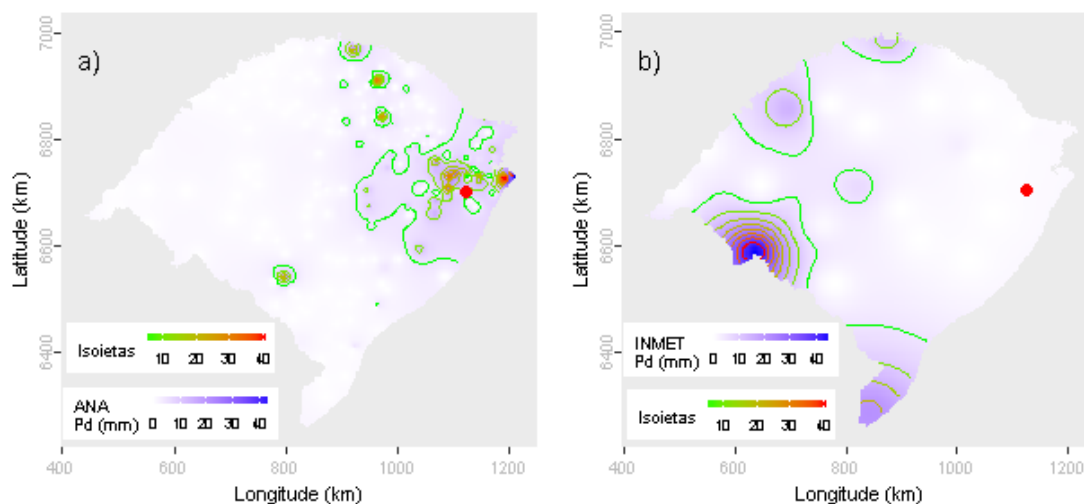 a)
7000
6800
6600
6400
Latitude (km)
Isoietas
10 20 30 40
ANA
Pd (mm) 0 10 20 30 40
400 600 800 1000 1200
Longitude (km)
b)
7000
6800
6600
6400
Latitude (km)
INMET
Pd (mm) 0 10 20 30 40
Isoietas
10 20 30 40
400 600 800 1000 1200
Longitude (km)